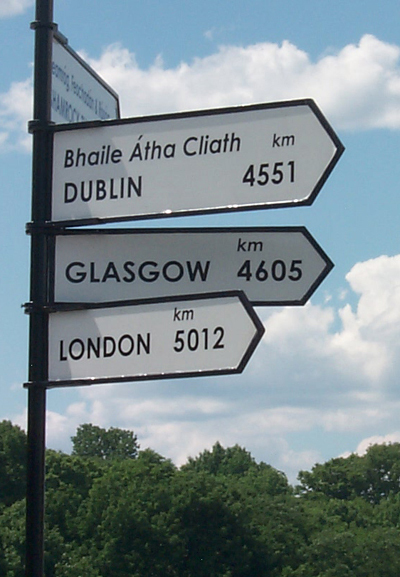 Bhaile Átha Cliath km
DUBLIN 4551
km
GLASGOW 4605
km
LONDON 5012